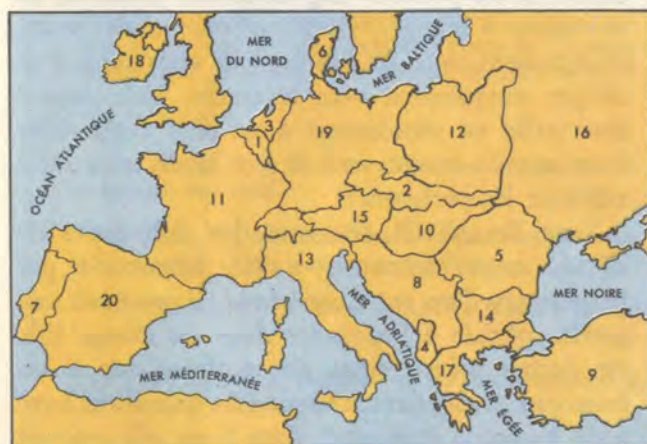 MER
DU NORD
6
MER BALTIQUE
18
3
1
19
12
16
OCÉAN ATLANTIQUE
2
11
15
10
13
5
8
7
20
MER ADRIATIQUE
14
MER NOIRE
4
17
9
MER MÉDITERRANÉE
MER ÉGÉE